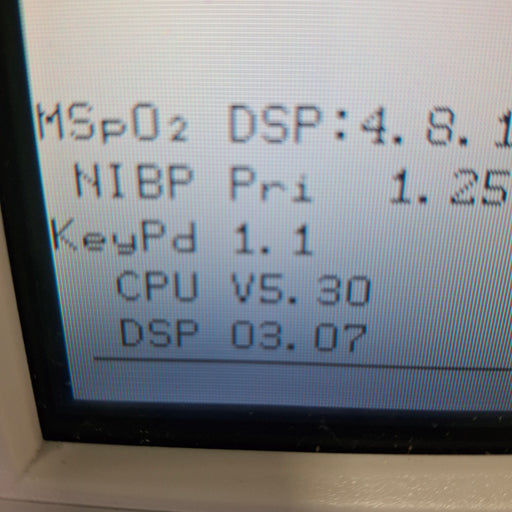 MSpO₂ DSP:4.8.1
NIBP Pri 1.25
KeyPd 1.1
CPU V5.30
DSP 03.07